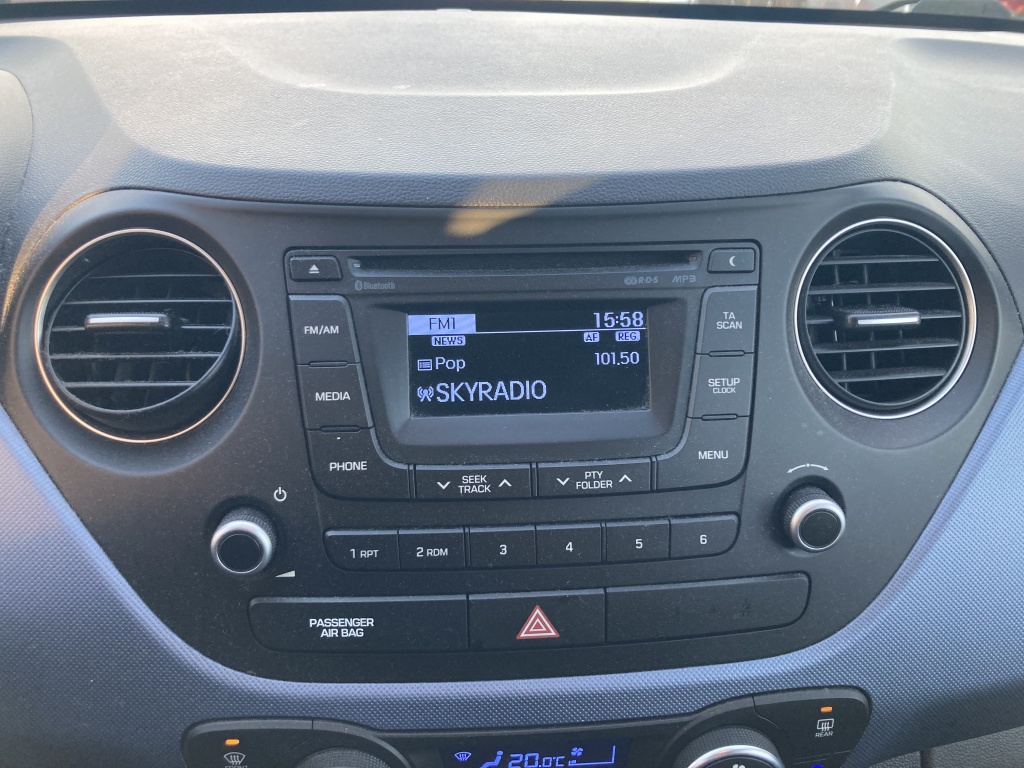 Bluetooth
R·D·S MP3
FM/AM
FM1 15:58
NEWS AF REG
Pop 101.50
SKYRADIO
TA
SCAN
MEDIA
SETUP
CLOCK
PHONE
SEEK
TRACK
PTY
FOLDER
MENU
1 RPT 2 RDM 3 4 5 6
PASSENGER
AIR BAG
FRONT
20.0°C
REAR